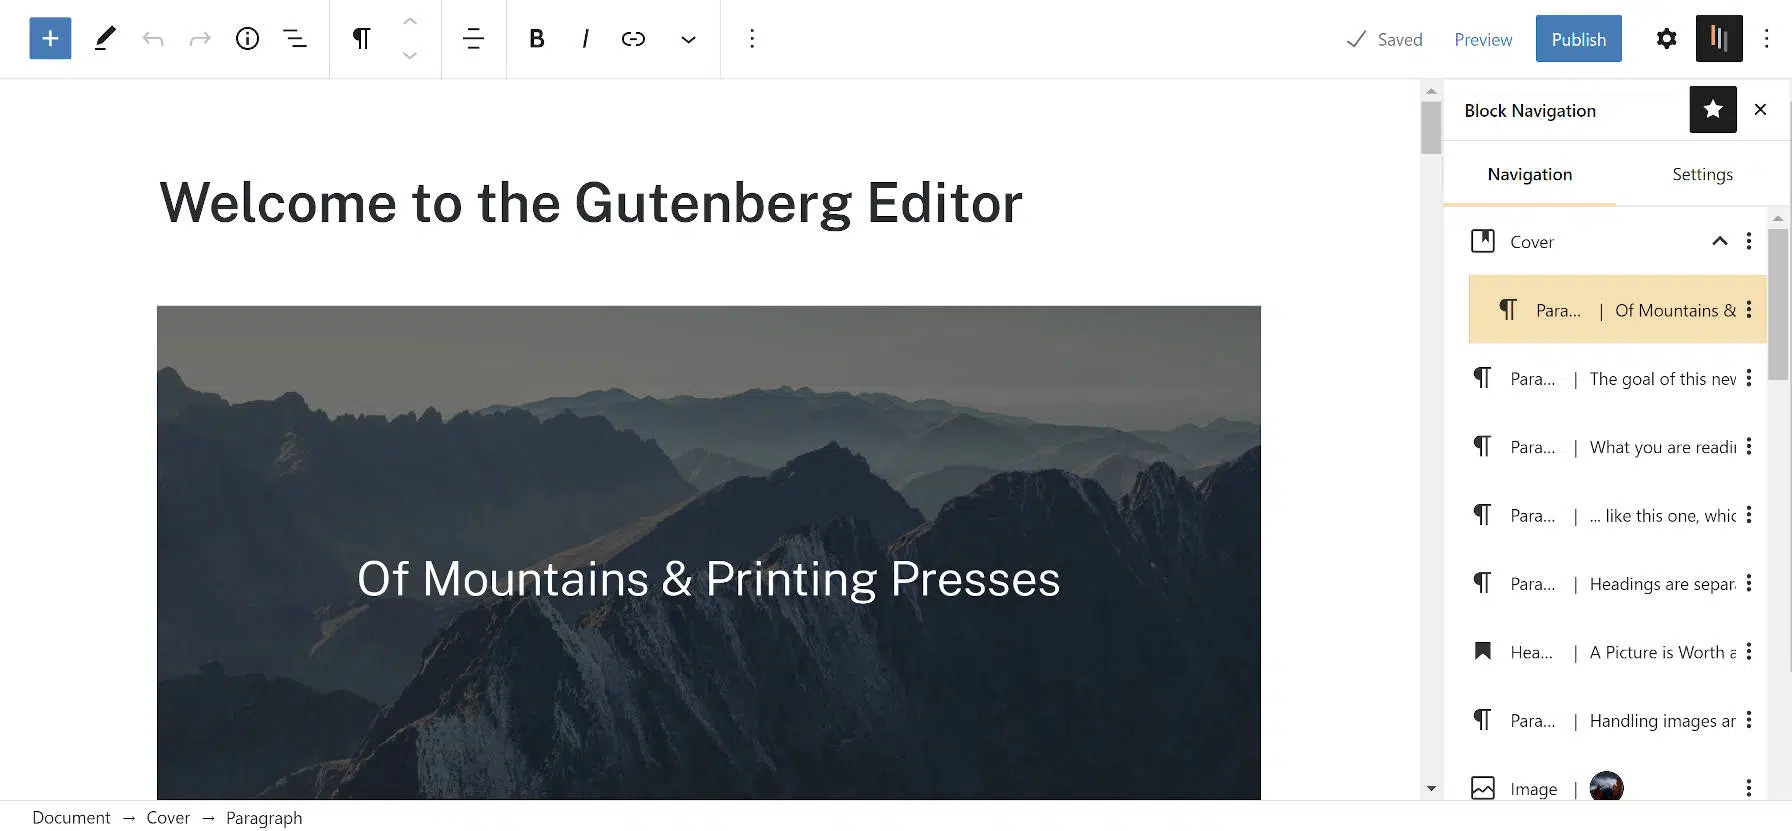 Saved
Preview
Publish
Block Navigation
Navigation
Settings
Welcome to the Gutenberg Editor
Of Mountains & Printing Presses
Cover
Para... | Of Mountains &
Para... | The goal of this new
Para... | What you are readi
Para... | ... like this one, whic
Para... | Headings are separ
Hea... | A Picture is Worth a
Para... | Handling images ar
Image |
Document → Cover → Paragraph